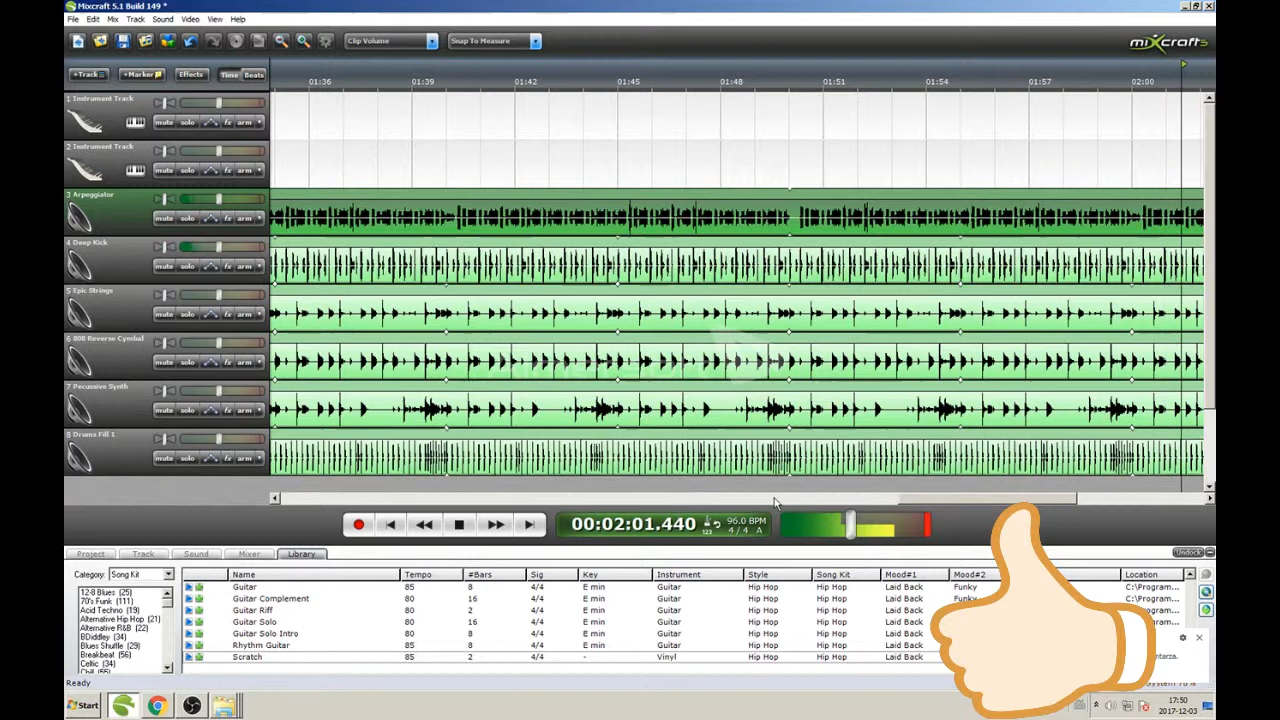 Mixcraft 5.1 Build 149 *
File Edit Mix Track Sound Video View Help
Clip Volume Snap To Measure mixcraft5
+Track +Marker Effects Time Beats
01:36 01:39 01:42 01:45 01:48 01:51 01:54 01:57 02:00
1 Instrument Track
mute solo fx arm
2 Instrument Track
mute solo fx arm
3 Arpeggiator
mute solo fx arm
4 Deep Kick
mute solo fx arm
5 Epic Strings
mute solo fx arm
6 808 Reverse Cymbal
mute solo fx arm
7 Pecussive Synth
mute solo fx arm
8 Drums Fill 1
mute solo fx arm
00:02:01.440 123 96.0 BPM
4 / 4 A
Project Track Sound Mixer Library Undock
Category: Song Kit
12-8 Blues (25)
70's Funk (111)
Acid Techno (19)
Alternative Hip Hop (21)
Alternative R&B (22)
BDiddley (34)
Blues Shuffle (29)
Breakbeat (56)
Celtic (34)
Chill (55)
Name Tempo #Bars Sig Key Instrument Style Song Kit Mood#1 Mood#2 Location
Guitar 85 8 4/4 E min Guitar Hip Hop Hip Hop Laid Back Funky C:\Program...
Guitar Complement 80 16 4/4 E min Guitar Hip Hop Hip Hop Laid Back Funky C:\Program...
Guitar Riff 80 2 4/4 E min Guitar Hip Hop Hip Hop Laid Back C:\Program...
Guitar Solo 80 16 4/4 E min Guitar Hip Hop Hip Hop Laid Back C:\Program...
Guitar Solo Intro 80 8 4/4 E min Guitar Hip Hop Hip Hop Laid Back
Rhythm Guitar 85 8 4/4 E min Guitar Hip Hop Hip Hop Laid Back
Scratch 85 2 4/4 - Vinyl Hip Hop Hip Hop Laid Back
ntarza.
Ready
Start
17:50
2017-12-03